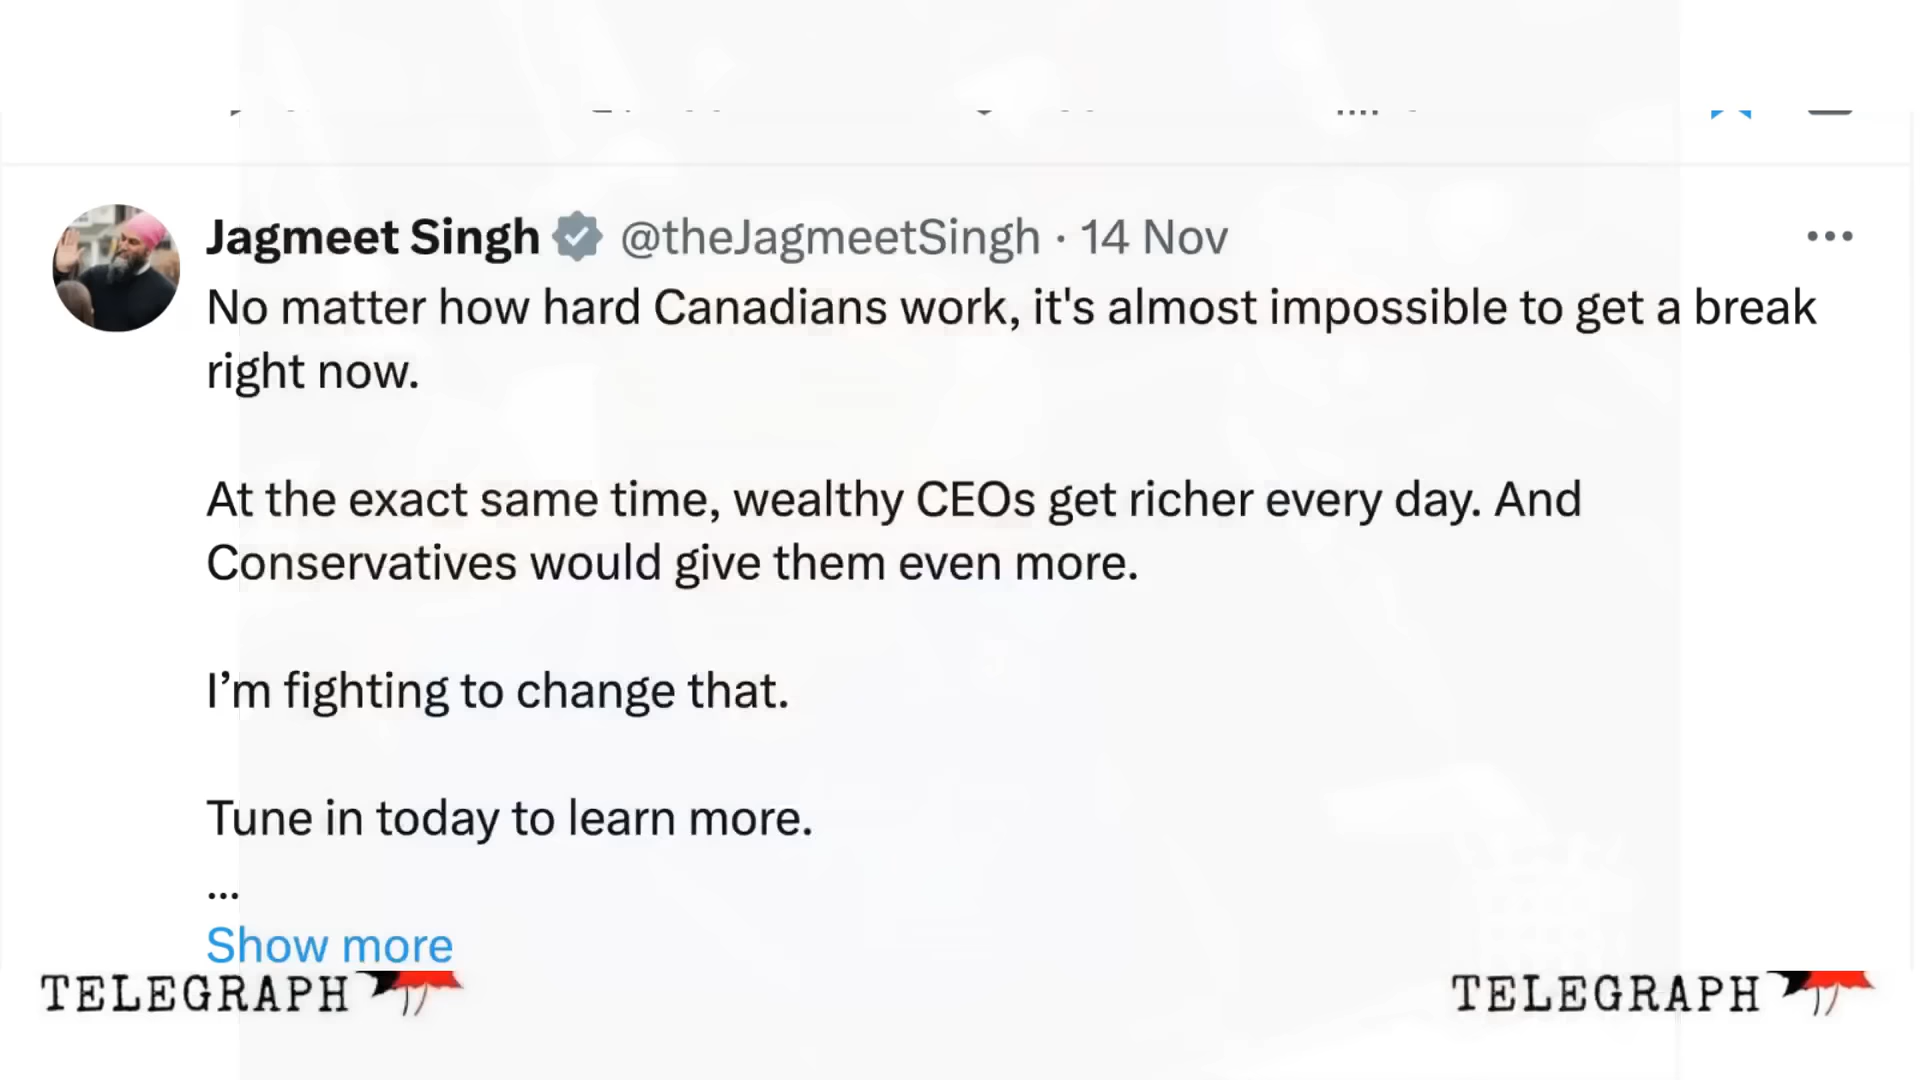 Jagmeet Singh @theJagmeetSingh · 14 Nov
No matter how hard Canadians work, it's almost impossible to get a break
right now.
At the exact same time, wealthy CEOs get richer every day. And
Conservatives would give them even more.
I’m fighting to change that.
Tune in today to learn more.
...
Show more
TELEGRAPH
TELEGRAPH